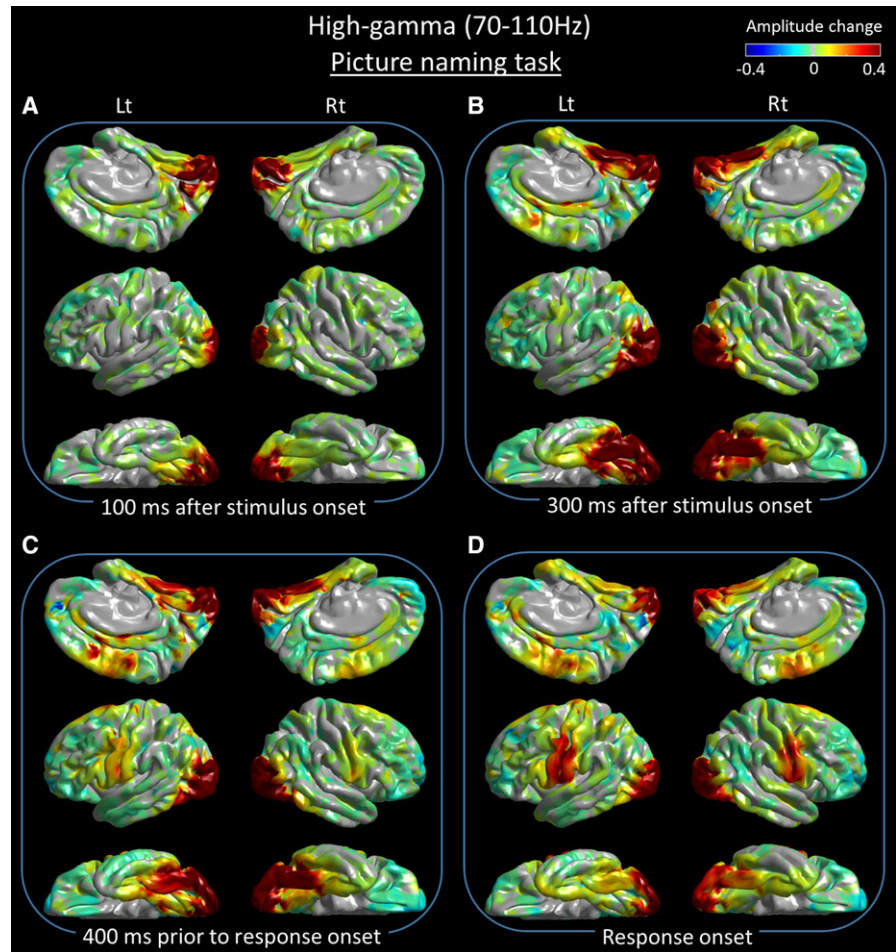 High-gamma (70-110Hz)
Picture naming task
Amplitude change
-0.4 0 0.4
A Lt Rt
B Lt Rt
100 ms after stimulus onset
300 ms after stimulus onset
C
D
400 ms prior to response onset
Response onset